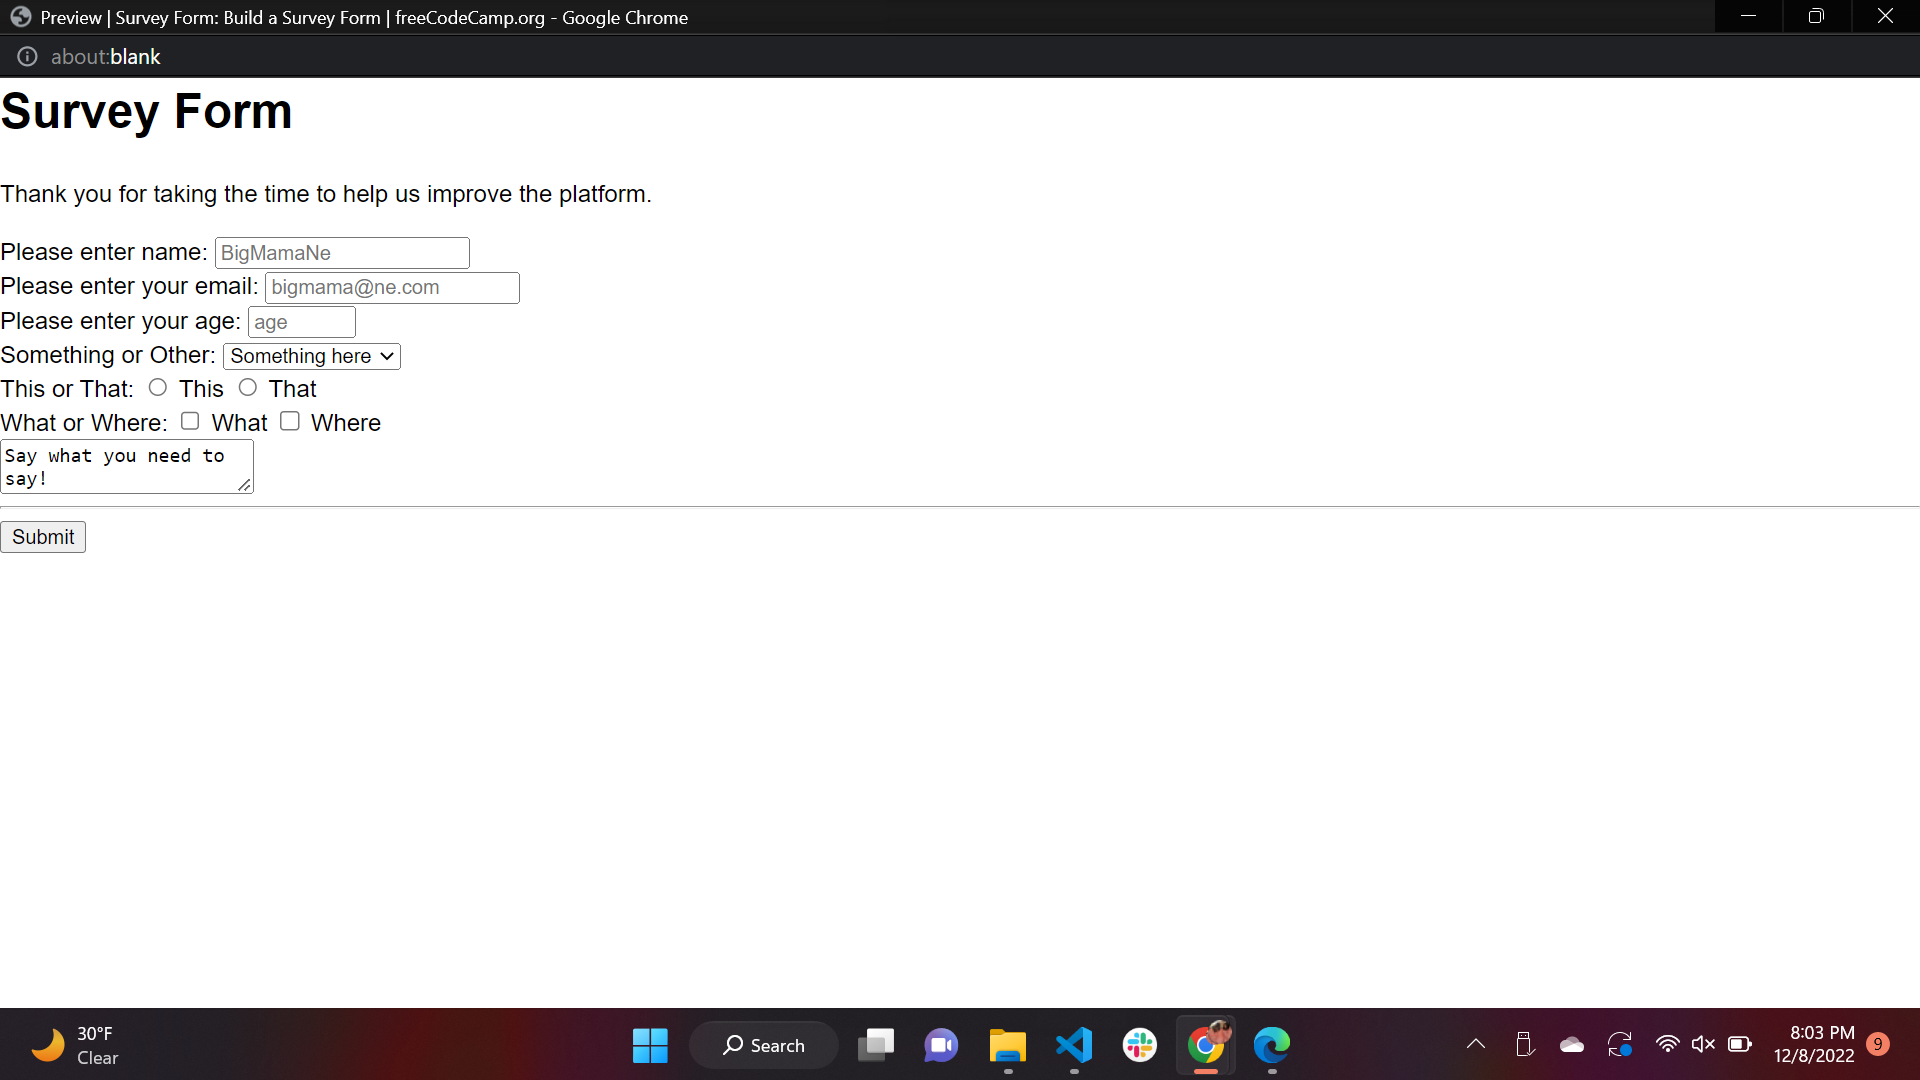 Preview | Survey Form: Build a Survey Form | freeCodeCamp.org - Google Chrome
about:blank
Survey Form
Thank you for taking the time to help us improve the platform.
Please enter name: BigMamaNe
Please enter your email: bigmama@ne.com
Please enter your age: age
Something or Other: Something here
This or That: This That
What or Where: What Where
Say what you need to
say!
Submit
30°F
Clear
Search
8:03 PM
12/8/2022
9